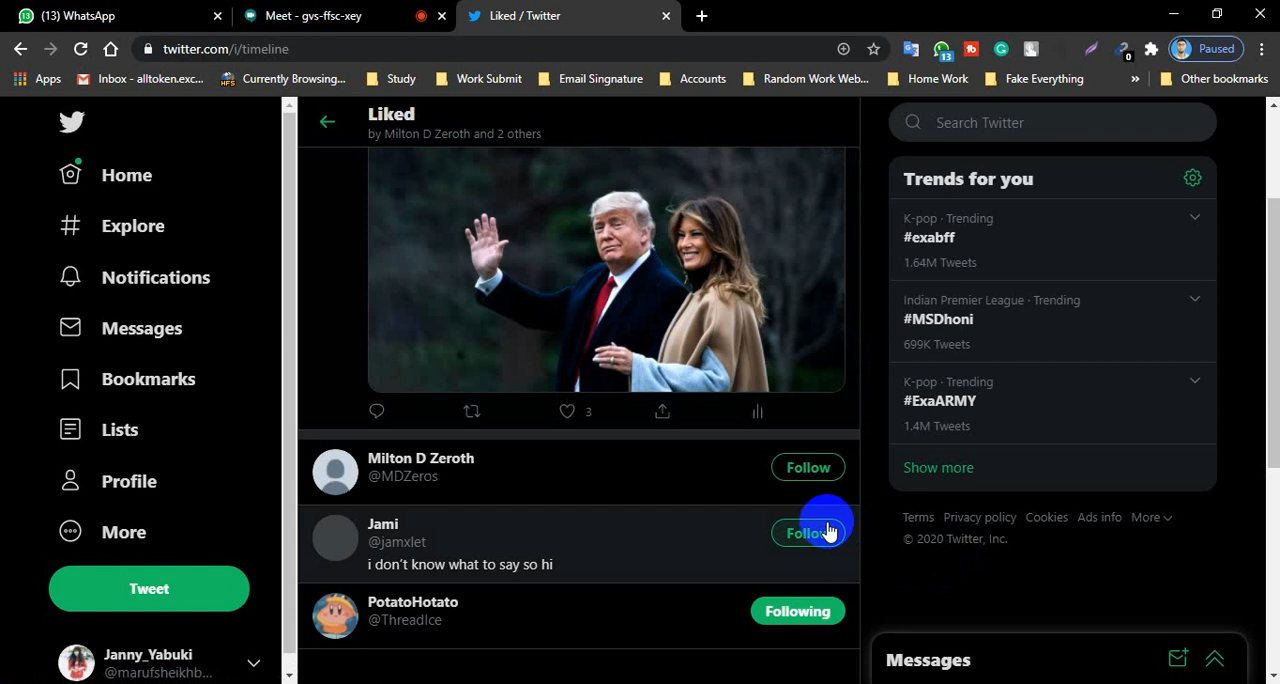 (13) WhatsApp
Meet - gvs-ffsc-xey
Liked / Twitter
twitter.com/i/timeline
13
0
Paused
Apps
Inbox - alltoken.exc...
Currently Browsing...
Study
Work Submit
Email Singnature
Accounts
Random Work Web...
Home Work
Fake Everything
»
Other bookmarks
Home
Explore
Notifications
Messages
Bookmarks
Lists
Profile
More
Tweet
Janny_Yabuki
@marufsheikhb...
Liked
by Milton D Zeroth and 2 others
3
Milton D Zeroth
@MDZeros
Follow
Jami
@jamxlet
i don't know what to say so hi
Follow
PotatoHotato
@ThreadIce
Following
Search Twitter
Trends for you
K-pop · Trending
#exabff
1.64M Tweets
Indian Premier League · Trending
#MSDhoni
699K Tweets
K-pop · Trending
#ExaARMY
1.4M Tweets
Show more
Terms Privacy policy Cookies Ads info More
© 2020 Twitter, Inc.
Messages